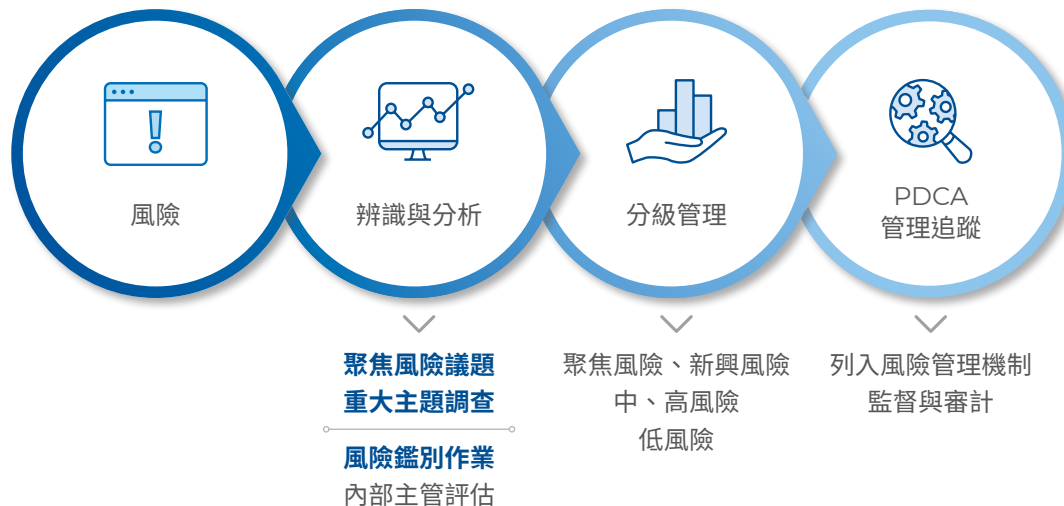 風險
辨識與分析
分級管理
PDCA
管理追蹤
聚焦風險議題
重大主題調查
風險鑑別作業
內部主管評估
聚焦風險、新興風險
中、高風險
低風險
列入風險管理機制
監督與審計